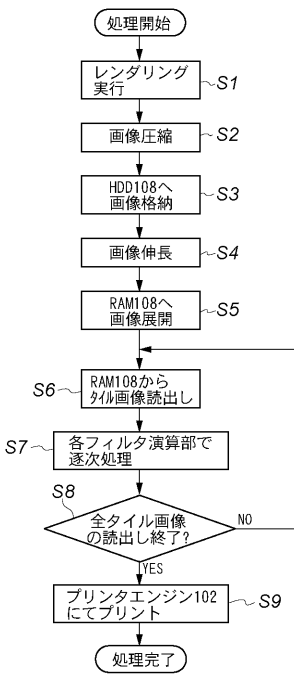 処理開始
レンダリング
実行
S1
画像圧縮
S2
HDD108へ
画像格納
S3
画像伸長
S4
RAM108へ
画像展開
S5
RAM108から
ﾀｲﾙ画像読出し
S6
各フィルタ演算部で
逐次処理
S7
S8
全タイル画像
の読出し終了?
NO
YES
プリンタエンジン102
にてプリント
S9
処理完了